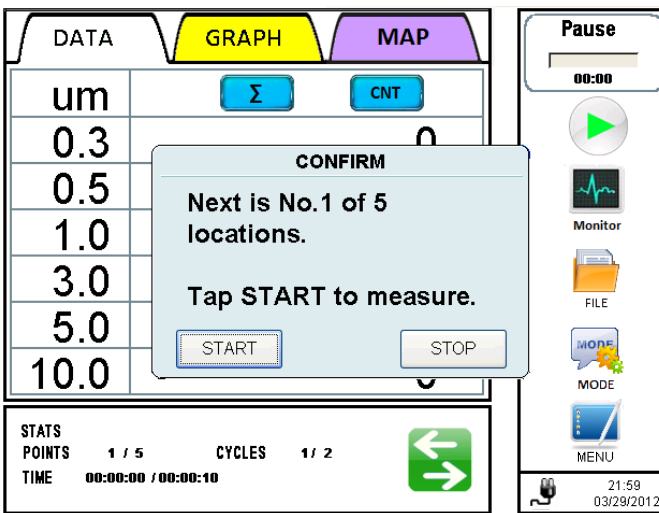 DATA
GRAPH
MAP
um
Σ
CNT
0.3
0
0.5
1.0
3.0
5.0
10.0
CONFIRM
Next is No.1 of 5
locations.
Tap START to measure.
START
STOP
STATS
POINTS 1 / 5 CYCLES 1/ 2
TIME 00:00:00 / 00:00:10
Pause
00:00
Monitor
FILE
MODE
MODE
MENU
21:59
03/29/2012